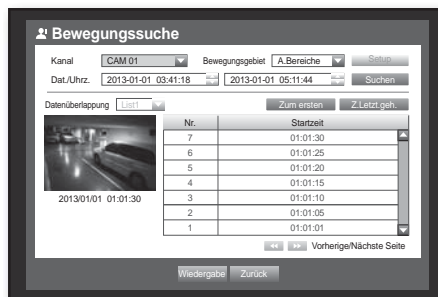 Bewegungssuche
Kanal CAM 01 Bewegungsgebiet A.Bereiche Setup
Dat./Uhrz. 2013-01-01 03:41:18 2013-01-01 05:11:44 Suchen
Datenüberlappung List1 Zum ersten Z.Letzt.geh.
Nr. Startzeit
7 01:01:30
6 01:01:25
5 01:01:20
4 01:01:15
3 01:01:10
2 01:01:05
1 01:01:01
2013/01/01 01:01:30
Vorherige/Nächste Seite
Wiedergabe Zurück